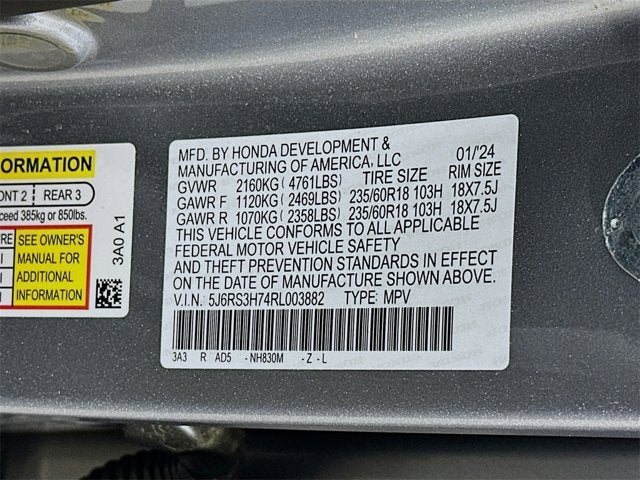 ORMATION
ONT 2 REAR 3
ceed 385kg or 850lbs.
RE SEE OWNER'S
MANUAL FOR
ADDITIONAL
INFORMATION
3A0 A1
MFD. BY HONDA DEVELOPMENT &
MANUFACTURING OF AMERICA, LLC 01/'24
GVWR 2160KG ( 4761LBS) TIRE SIZE RIM SIZE
GAWR F 1120KG ( 2469LBS) 235/60R18 103H 18X7.5J
GAWR R 1070KG ( 2358LBS) 235/60R18 103H 18X7.5J
THIS VEHICLE CONFORMS TO ALL APPLICABLE
FEDERAL MOTOR VEHICLE SAFETY
AND THEFT PREVENTION STANDARDS IN EFFECT
ON THE DATE OF MANUFACTURE SHOWN ABOVE.
V.I.N. 5J6RS3H74RL003882 TYPE: MPV
3A3 R AD5 - NH830M - Z - L